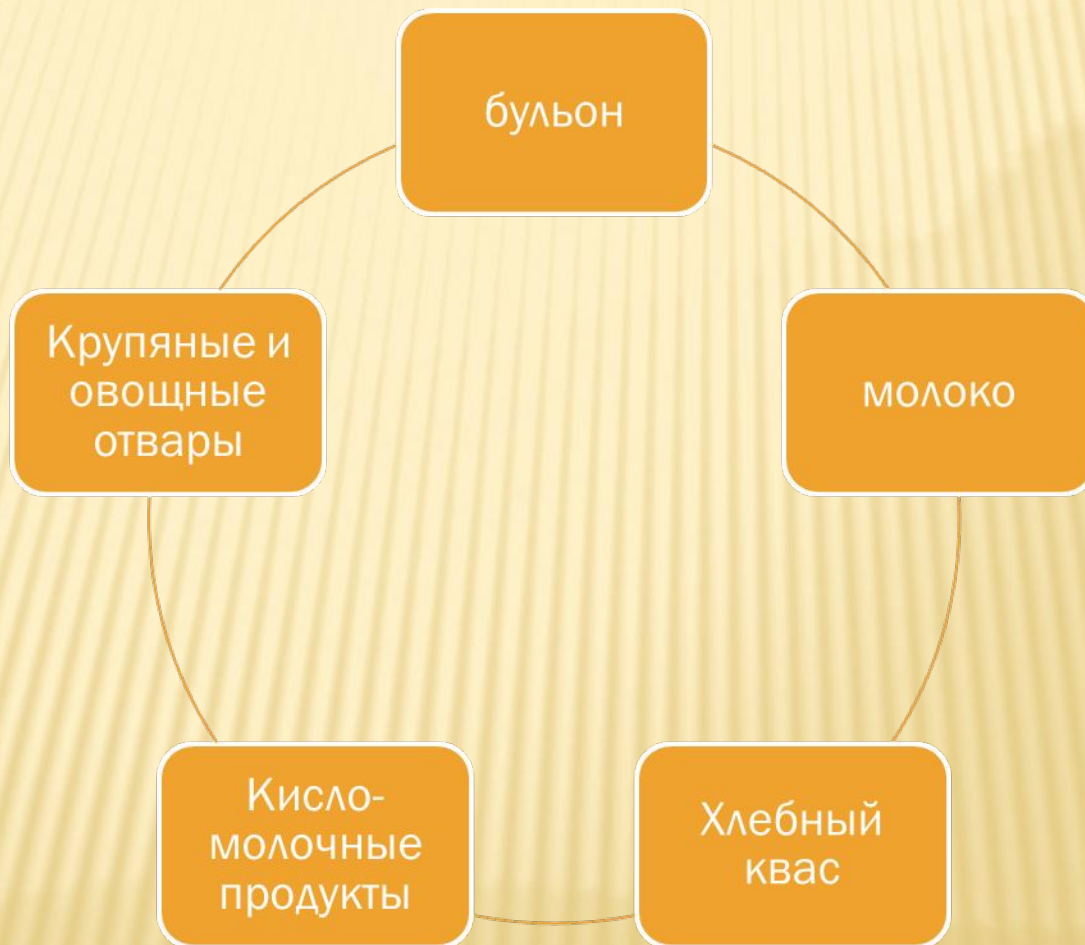 бульон
молоко
Хлебный
квас
Кисло-
молочные
продукты
Крупяные и
овощные
отвары